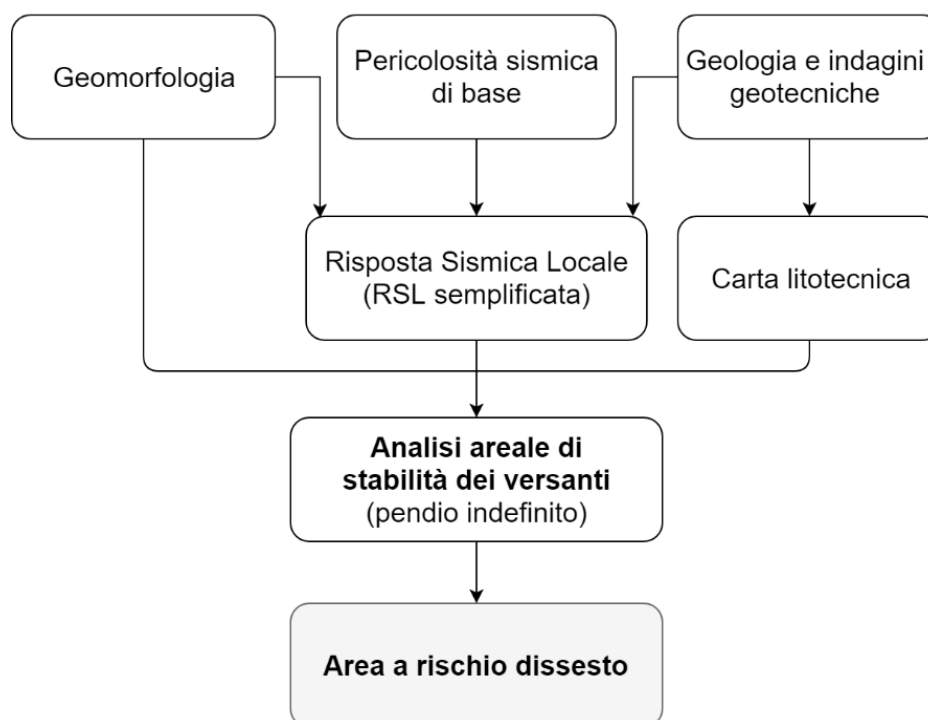 Geomorfologia
Pericolosità sismica
di base
Geologia e indagini
geotecniche
Risposta Sismica Locale
(RSL semplificata)
Carta litotecnica
Analisi areale di
stabilità dei versanti
(pendio indefinito)
Area a rischio dissesto